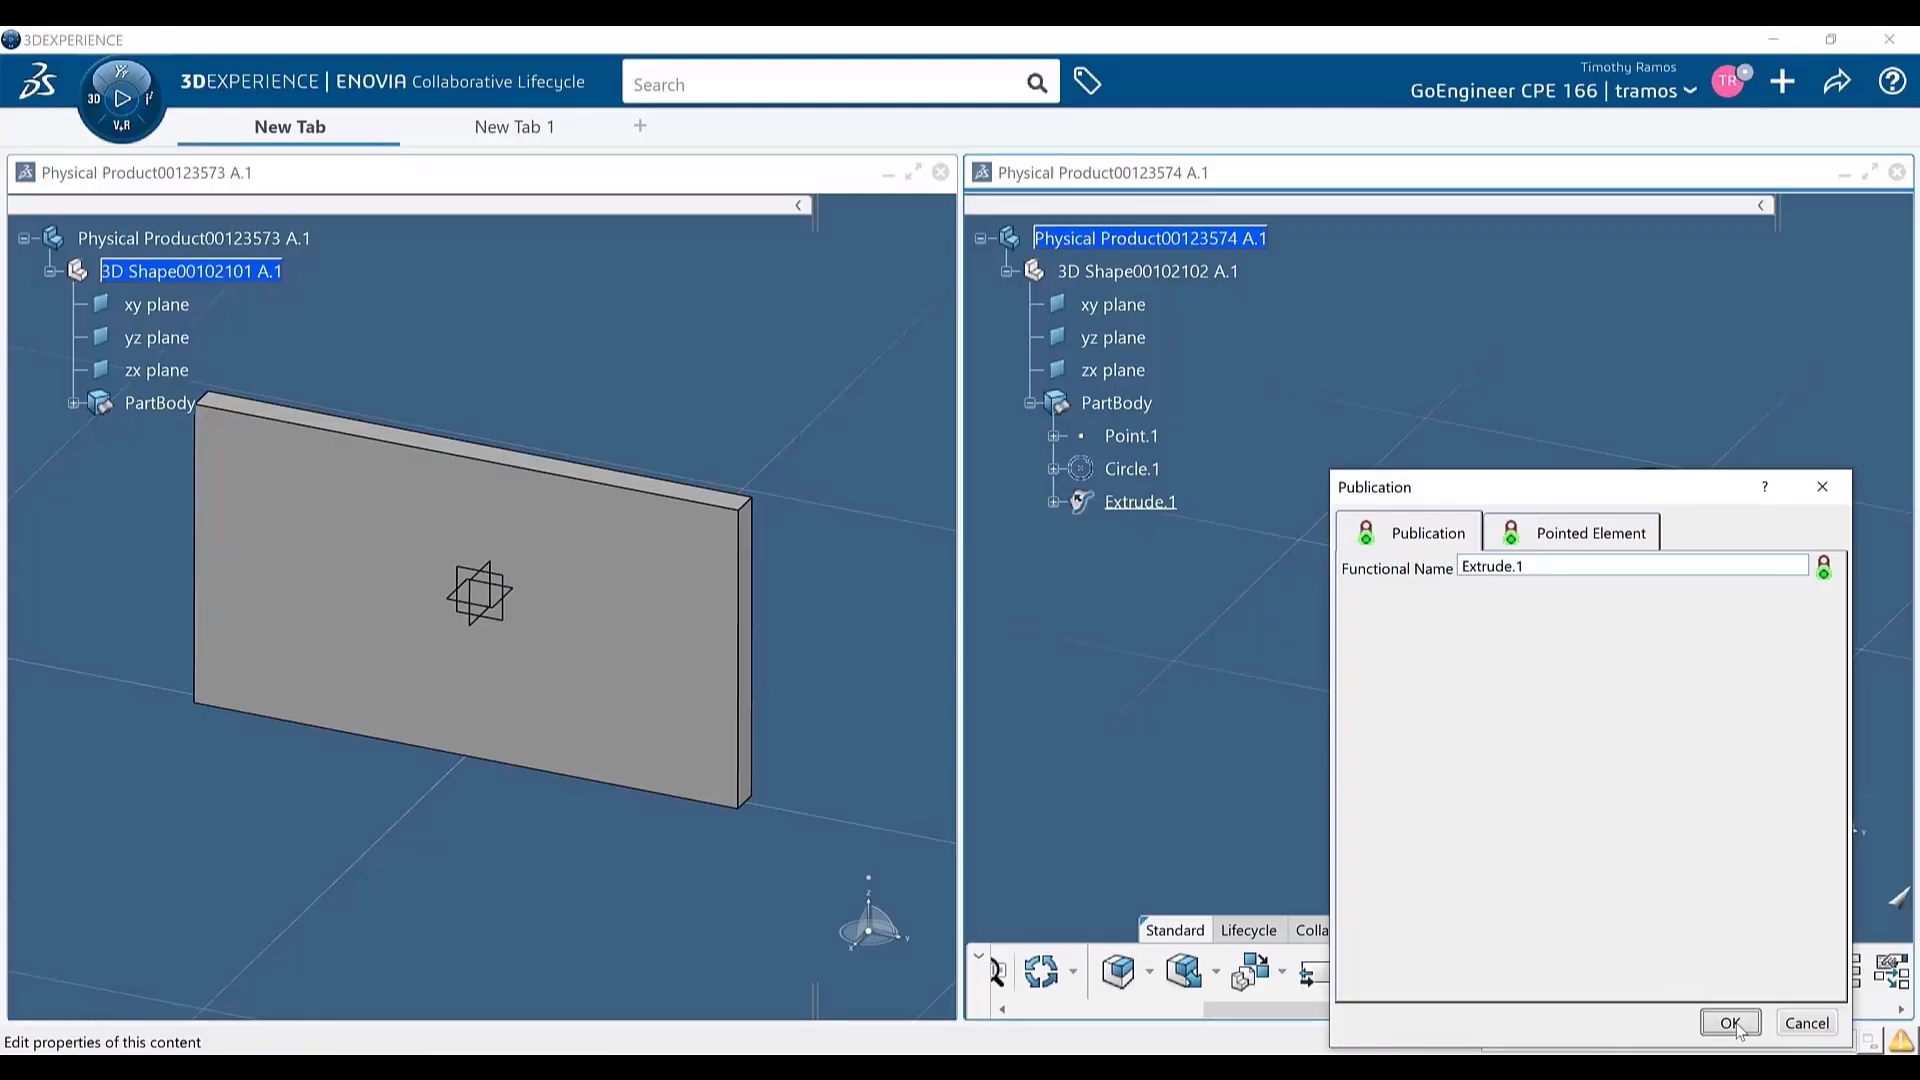 3DEXPERIENCE
3DEXPERIENCE | ENOVIA Collaborative Lifecycle
Search
Timothy Ramos
GoEngineer CPE 166 | tramos
TR
3D
V,R
New Tab
New Tab 1
Physical Product00123573 A.1
Physical Product00123573 A.1
3D Shape00102101 A.1
xy plane
yz plane
zx plane
PartBody
z
x
y
Physical Product00123574 A.1
Physical Product00123574 A.1
3D Shape00102102 A.1
xy plane
yz plane
zx plane
PartBody
Point.1
Circle.1
Extrude.1
Standard
Lifecycle
Colla
Publication
?
Publication
Pointed Element
Functional Name
Extrude.1
OK
Cancel
Edit properties of this content